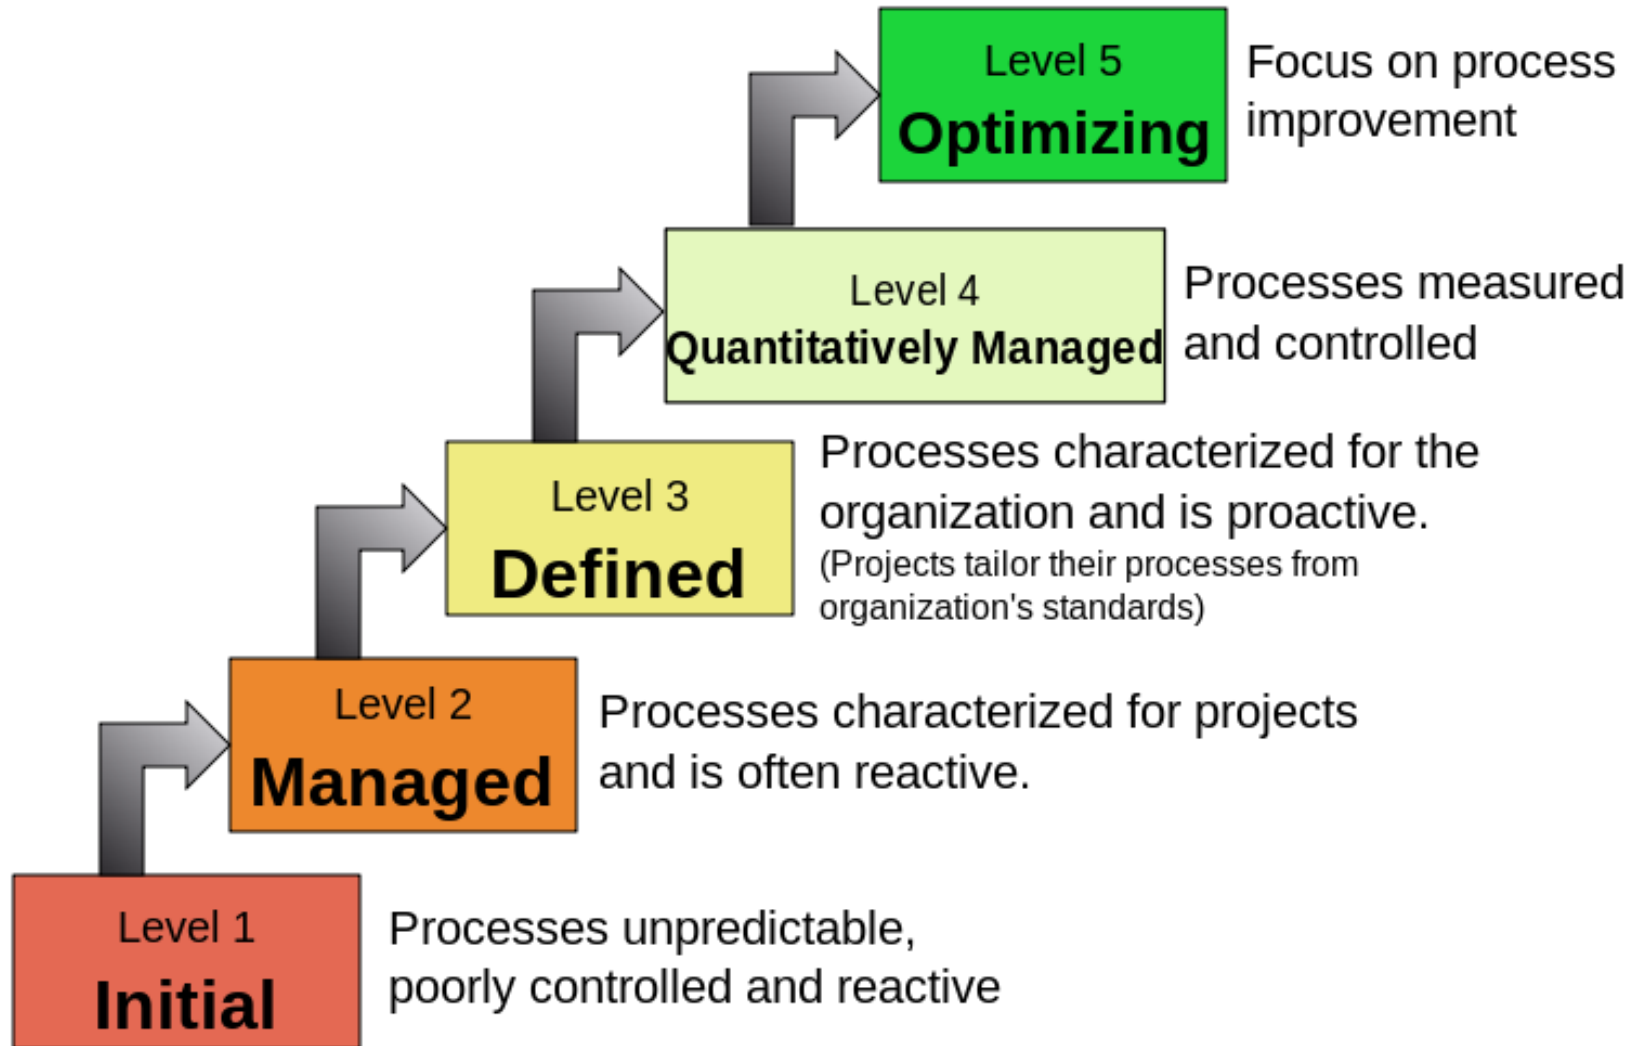 Level 5
Optimizing
Focus on process
improvement
Level 4
Quantitatively Managed
Processes measured
and controlled
Level 3
Defined
Processes characterized for the
organization and is proactive.
(Projects tailor their processes from
organization's standards)
Level 2
Managed
Processes characterized for projects
and is often reactive.
Level 1
Initial
Processes unpredictable,
poorly controlled and reactive